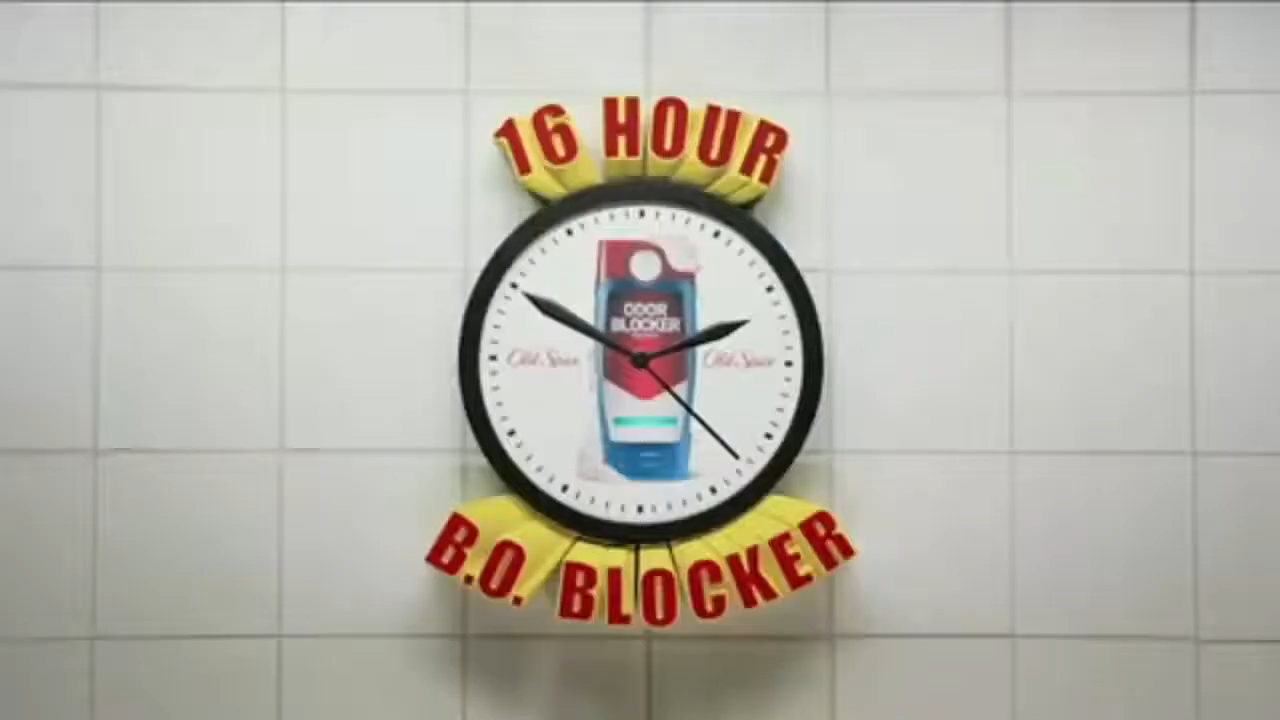 16 HOUR
ODOR
BLOCKER
Old Spice Old Spice
B.O. BLOCKER